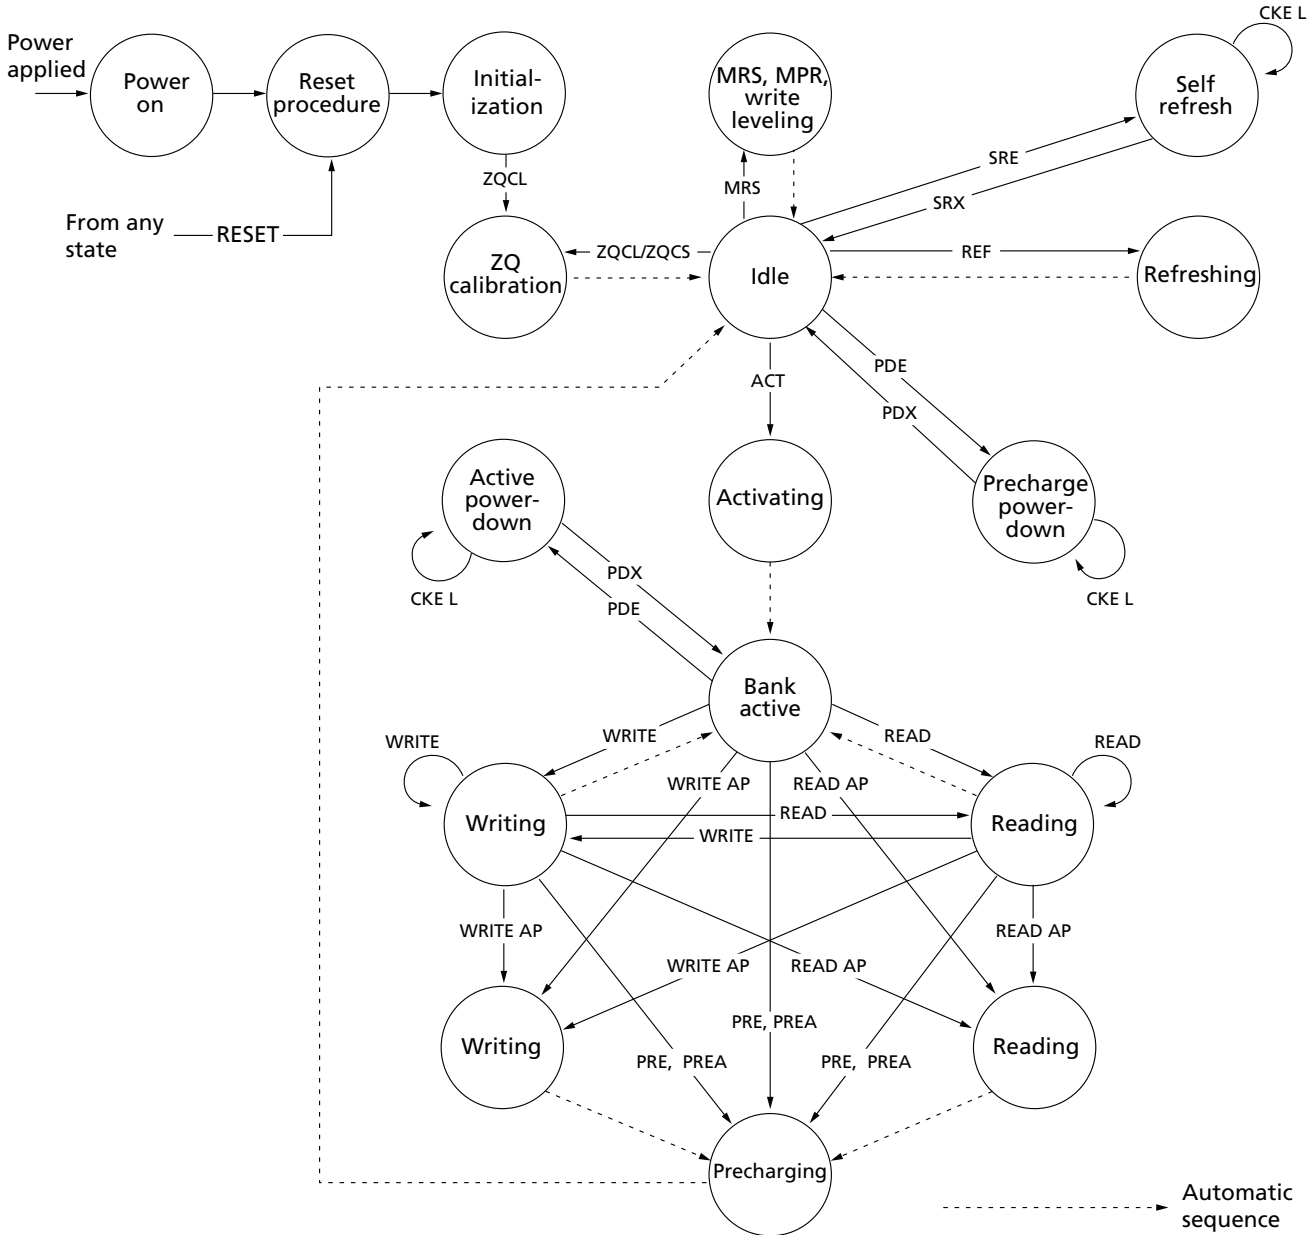 CKE L
Power
applied
Power
on
Reset
procedure
Initial-
ization
MRS, MPR,
write
leveling
Self
refresh
SRE
ZQCL
MRS
SRX
From any
state
RESET
ZQCL/ZQCS
REF
ZQ
calibration
Idle
Refreshing
PDE
ACT
PDX
Active
power-
down
Activating
Precharge
power-
down
PDX
CKE L
PDE
CKE L
Bank
active
WRITE
WRITE
READ
READ
WRITE AP
READ AP
Writing
READ
Reading
WRITE
WRITE AP
READ AP
WRITE AP
READ AP
PRE, PREA
Writing
Reading
PRE, PREA
PRE, PREA
Precharging
Automatic
sequence